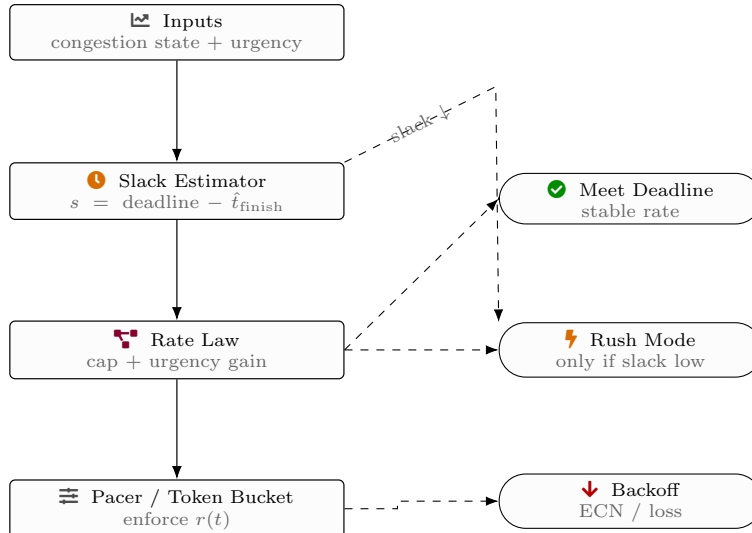 Inputs
congestion state + urgency
slack ↓
Slack Estimator
s = deadline − t̂_finish
Meet Deadline
stable rate
Rate Law
cap + urgency gain
Rush Mode
only if slack low
Pacer / Token Bucket
enforce r(t)
Backoff
ECN / loss